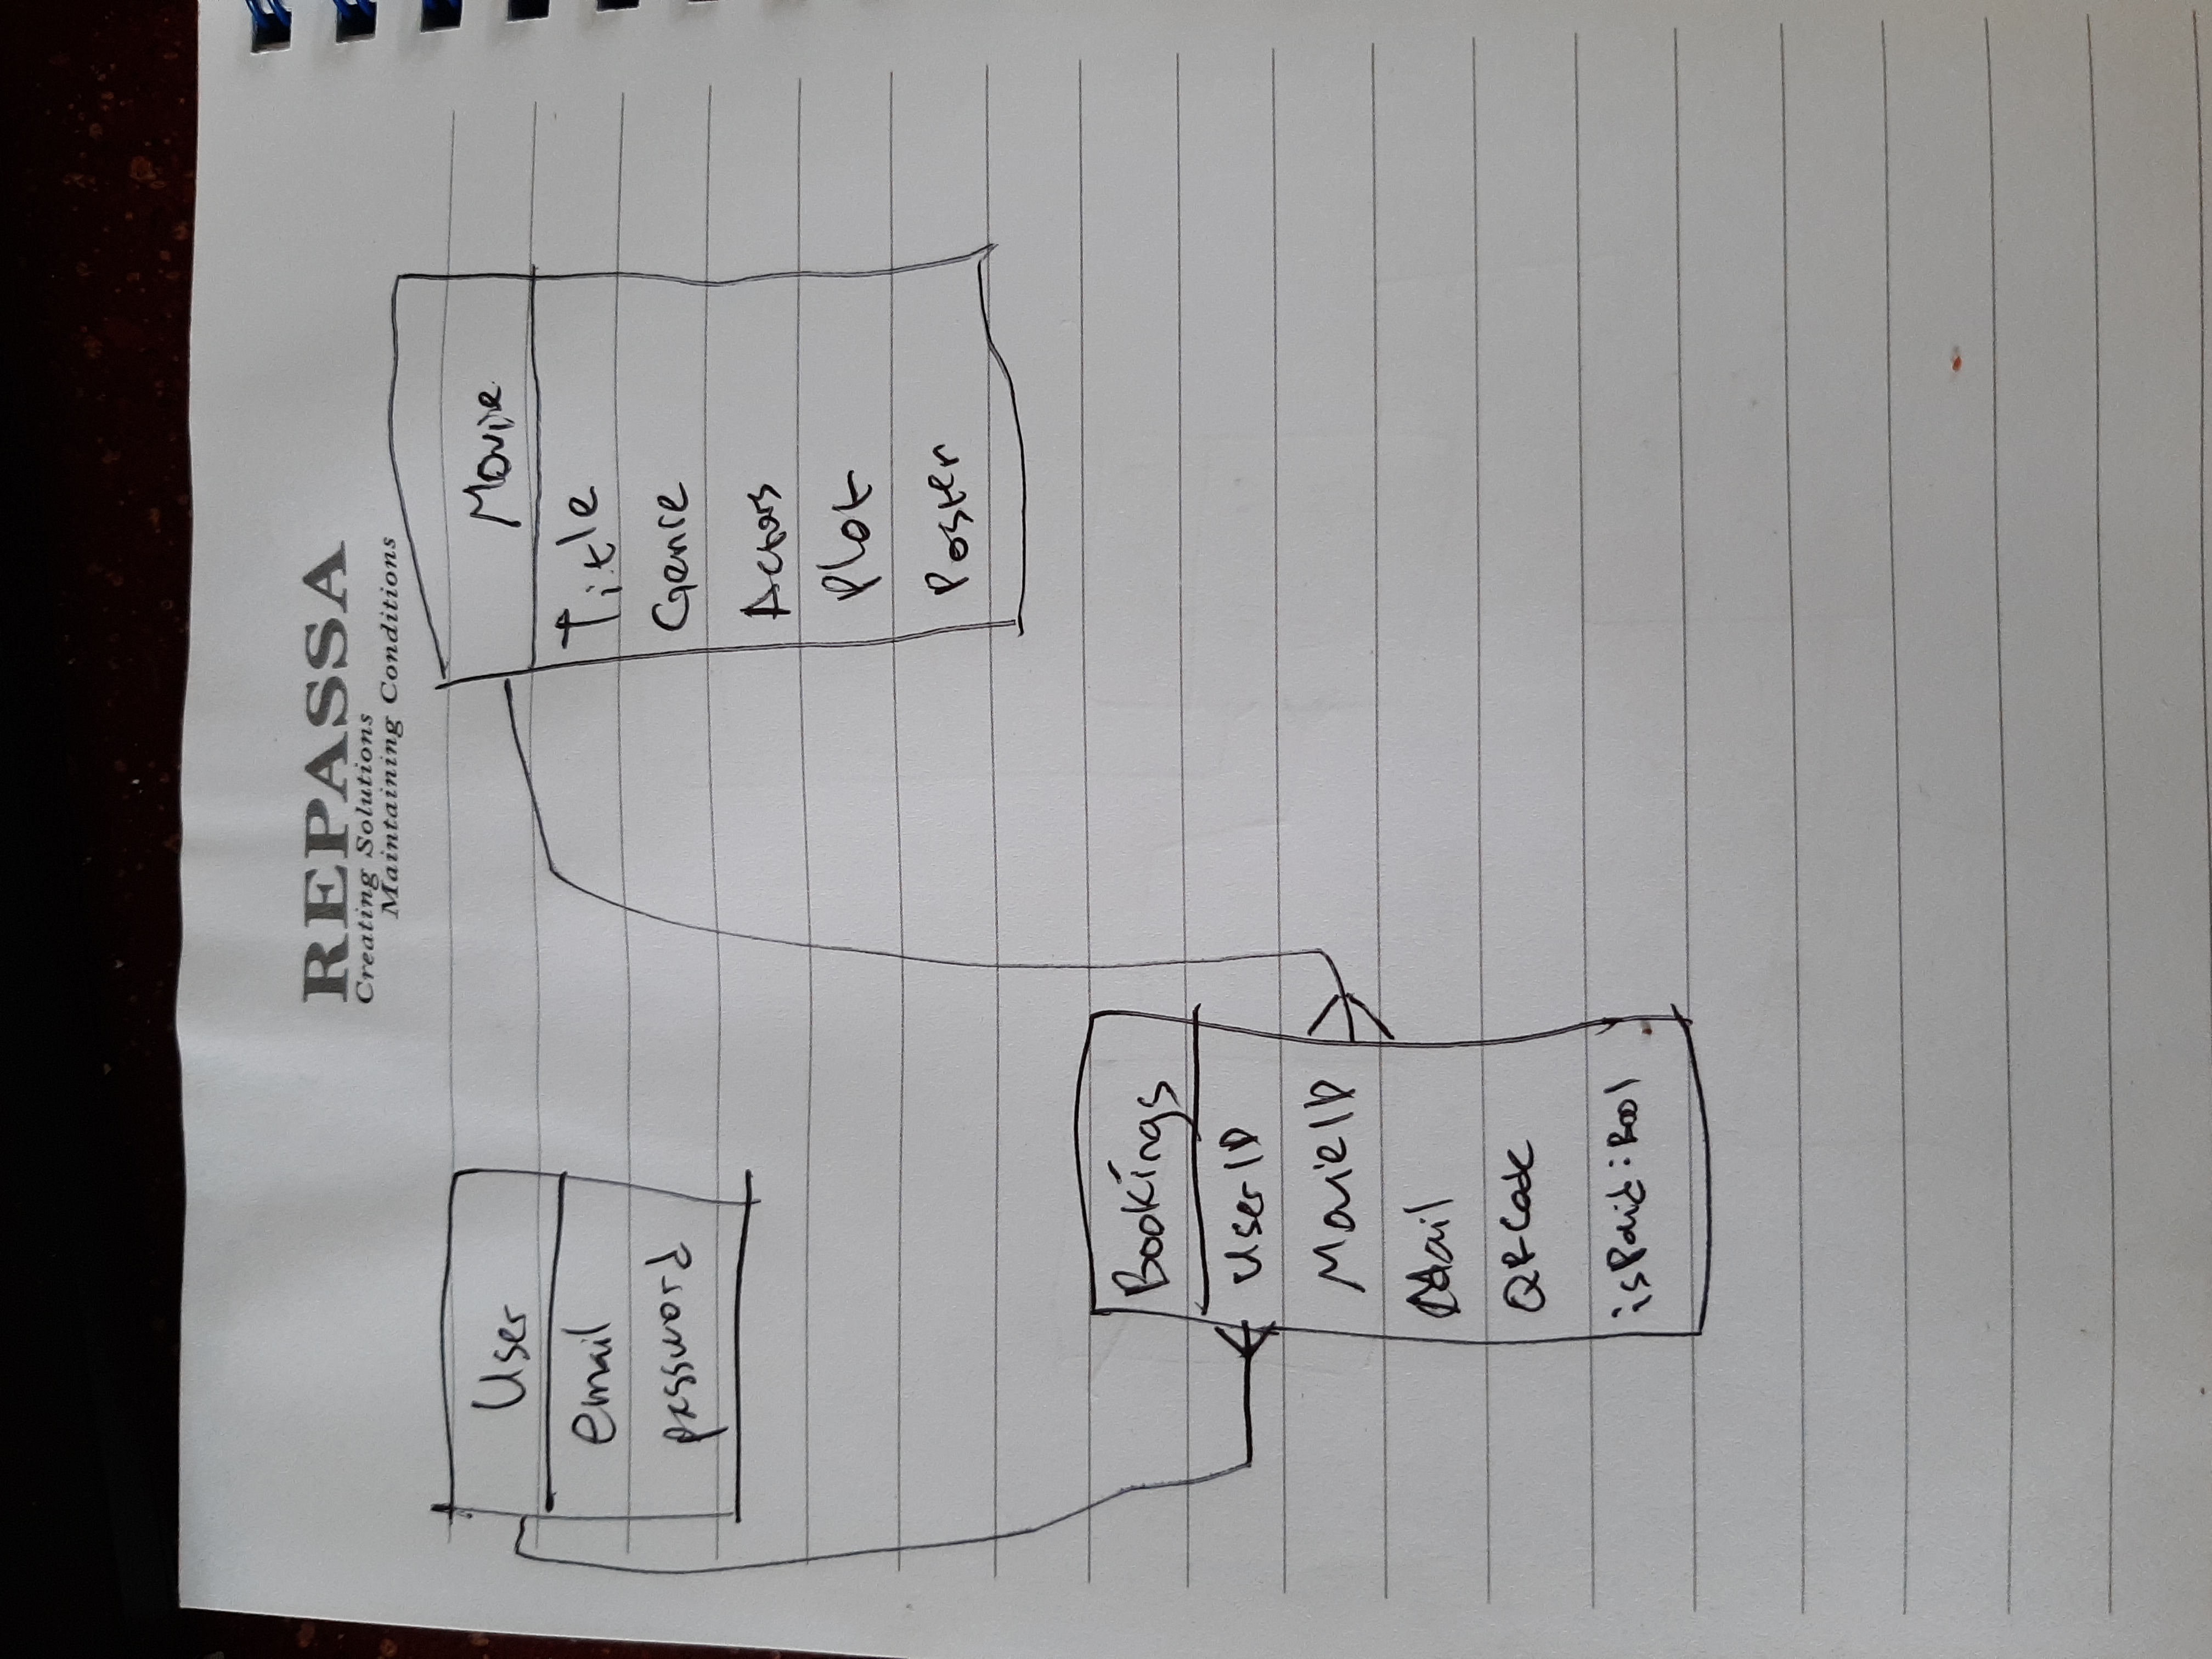 REPASSA
Creating Solutions
Maintaining Conditions
User
email
password
Movie
Title
Genre
Actors
Plot
Poster
Bookings
UserID
MovieID
Mail
QRCode
isPaid:Bool